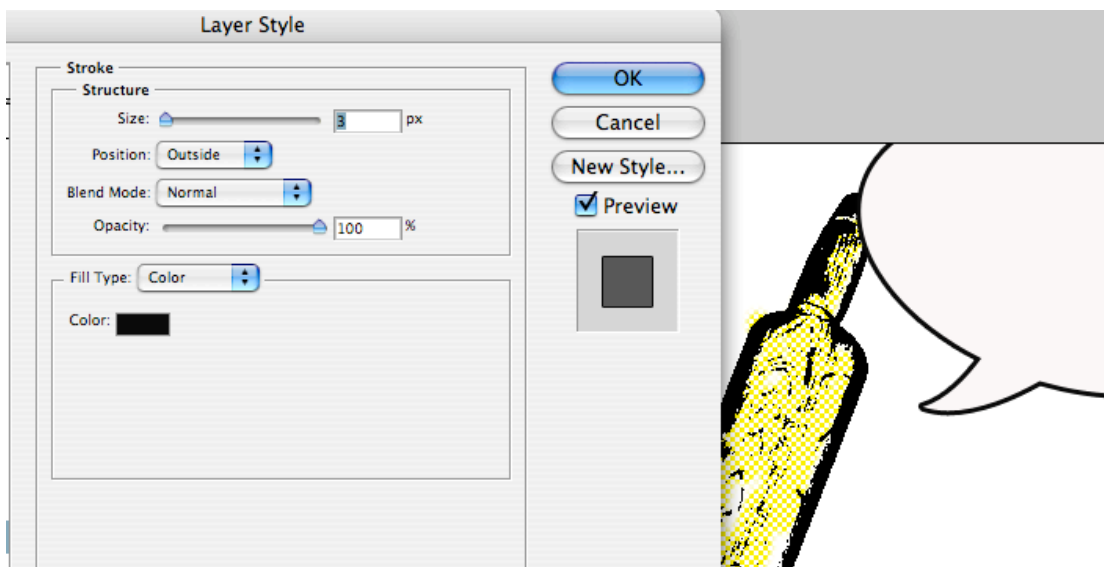 Layer Style
Stroke
Structure
Size: 3 px
Position: Outside
Blend Mode: Normal
Opacity: 100 %
Fill Type: Color
Color:
OK
Cancel
New Style...
Preview